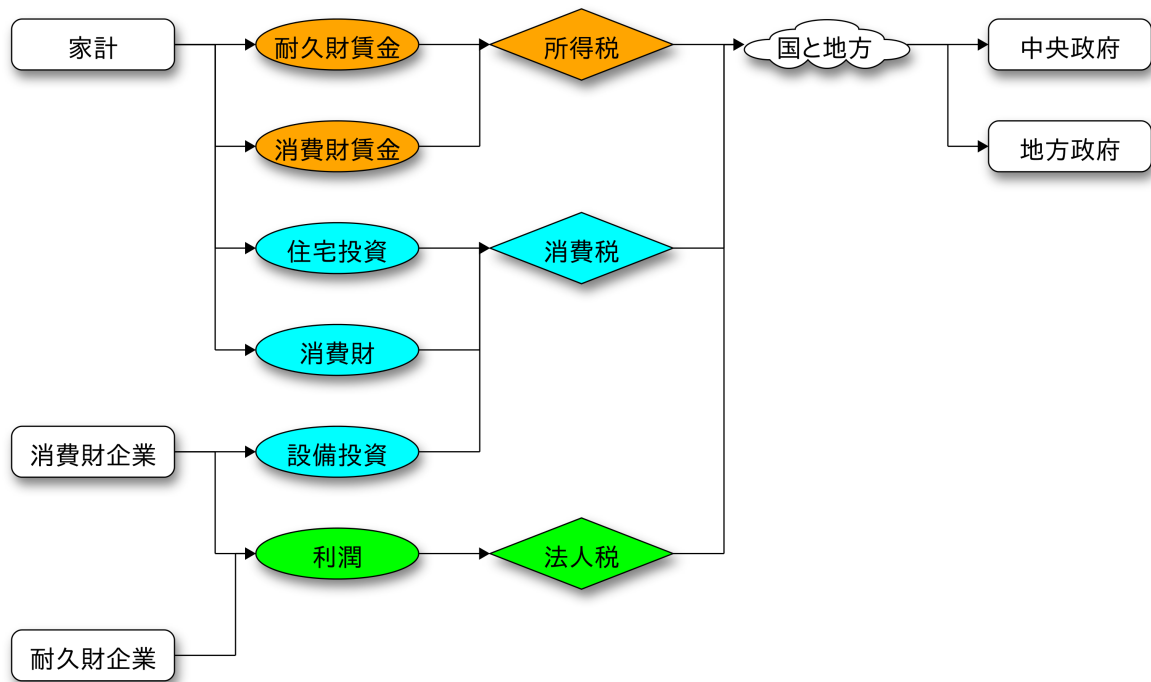 家計
耐久財賃金
所得税
国と地方
中央政府
消費財賃金
地方政府
住宅投資
消費税
消費財
消費財企業
設備投資
利潤
法人税
耐久財企業